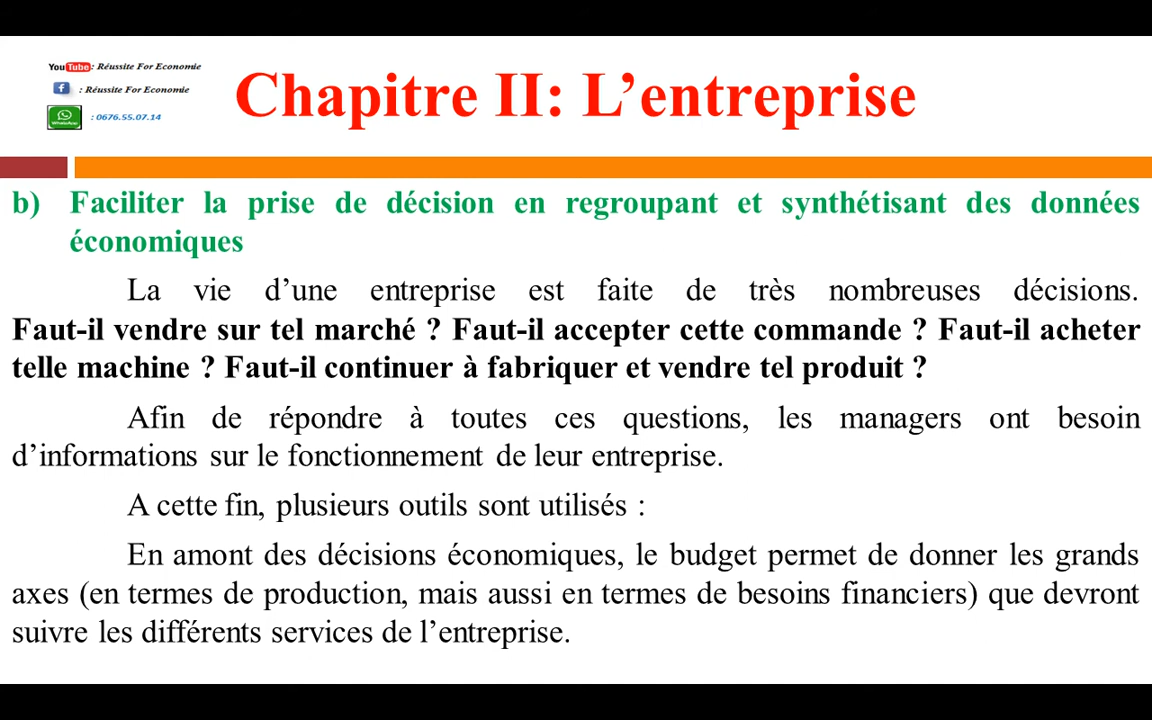 YouTube : Réussite For Economie
: Réussite For Economie
WhatsApp : 0676.55.07.14
Chapitre II: L’entreprise
b) Faciliter la prise de décision en regroupant et synthétisant des données
économiques
La vie d’une entreprise est faite de très nombreuses décisions.
Faut-il vendre sur tel marché ? Faut-il accepter cette commande ? Faut-il acheter
telle machine ? Faut-il continuer à fabriquer et vendre tel produit ?
Afin de répondre à toutes ces questions, les managers ont besoin
d’informations sur le fonctionnement de leur entreprise.
A cette fin, plusieurs outils sont utilisés :
En amont des décisions économiques, le budget permet de donner les grands
axes (en termes de production, mais aussi en termes de besoins financiers) que devront
suivre les différents services de l’entreprise.